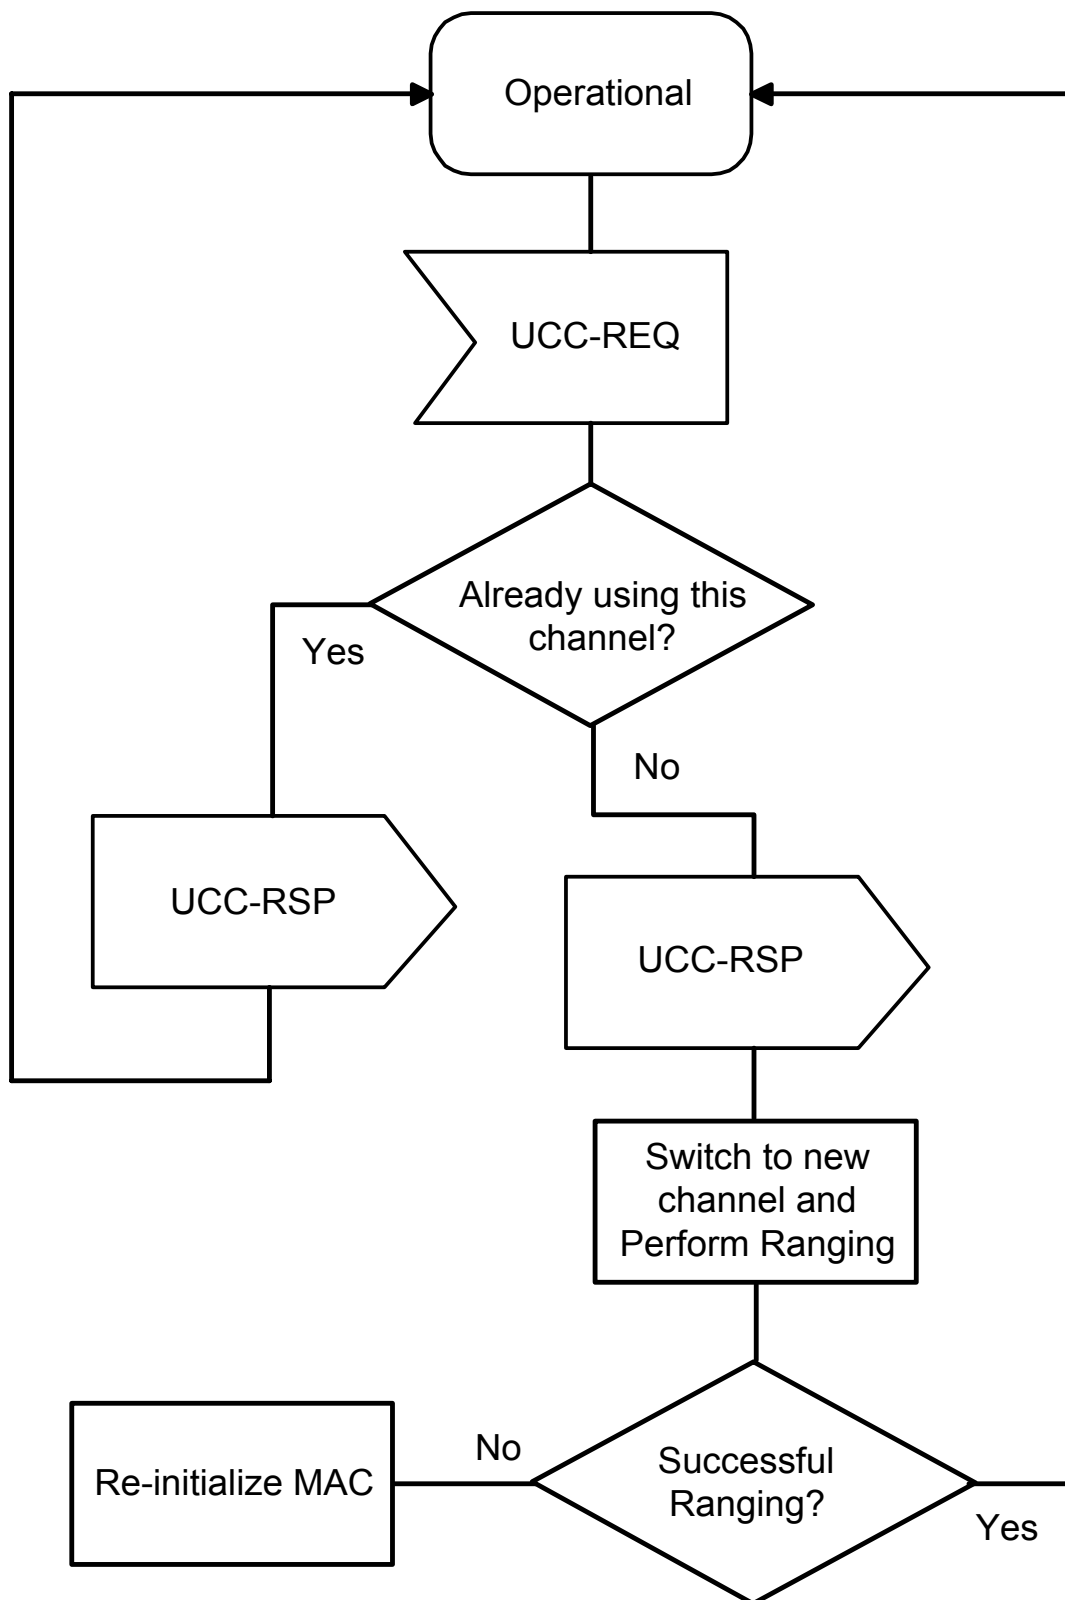 Operational
UCC-REQ
Already using this
channel?
Yes
No
UCC-RSP
UCC-RSP
Switch to new
channel and
Perform Ranging
Re-initialize MAC
No
Successful
Ranging?
Yes